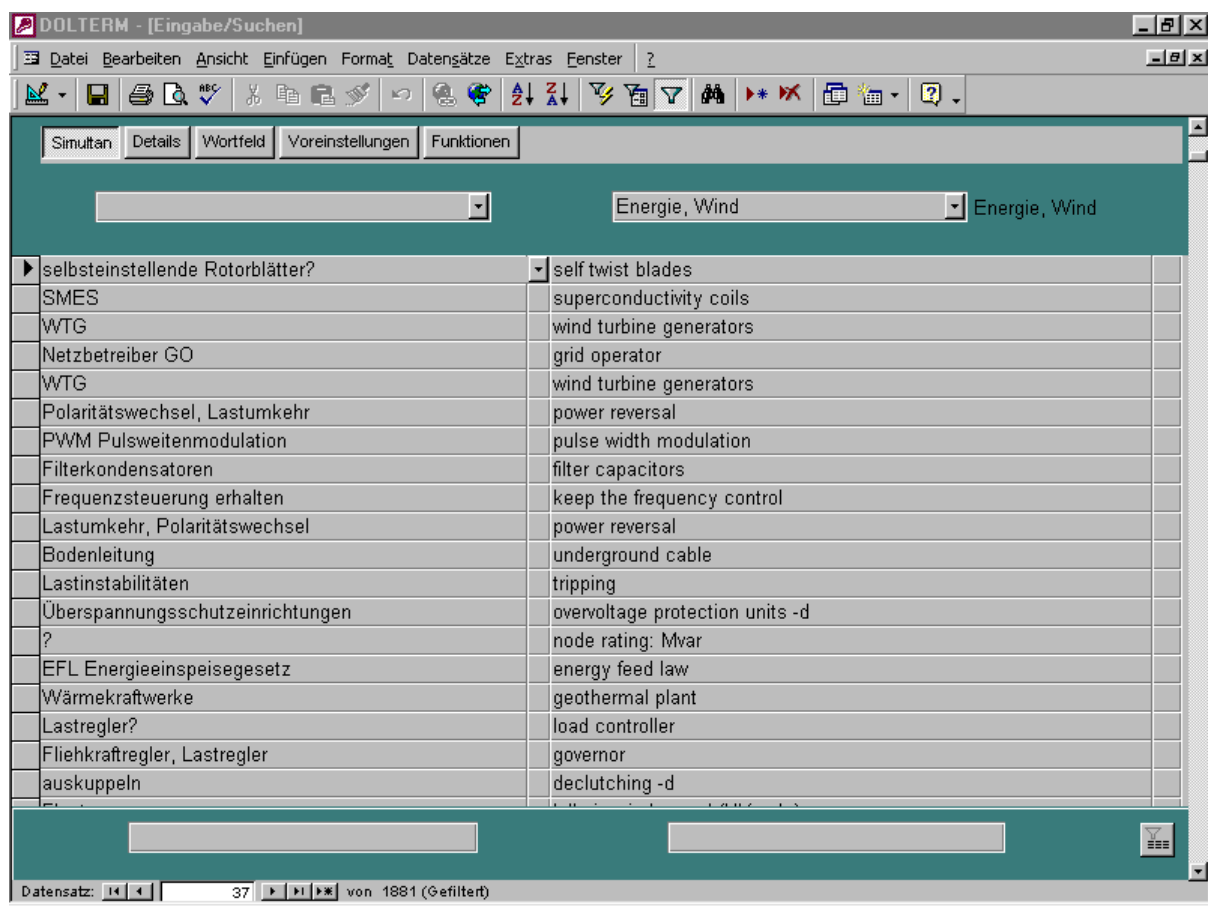 DOLTERM - [Eingabe/Suchen]
Datei Bearbeiten Ansicht Einfügen Format Datensätze Extras Fenster ?
Simultan Details Wortfeld Voreinstellungen Funktionen
Energie, Wind Energie, Wind
selbsteinstellende Rotorblätter? self twist blades
SMES superconductivity coils
WTG wind turbine generators
Netzbetreiber GO grid operator
WTG wind turbine generators
Polaritätswechsel, Lastumkehr power reversal
PWM Pulsweitenmodulation pulse width modulation
Filterkondensatoren filter capacitors
Frequenzsteuerung erhalten keep the frequency control
Lastumkehr, Polaritätswechsel power reversal
Bodenleitung underground cable
Lastinstabilitäten tripping
Überspannungsschutzeinrichtungen overvoltage protection units -d
? node rating: Mvar
EFL Energieeinspeisegesetz energy feed law
Wärmekraftwerke geothermal plant
Lastregler? load controller
Fliehkraftregler, Lastregler governor
auskuppeln declutching -d
Datensatz: 37 von 1881 (Gefiltert)